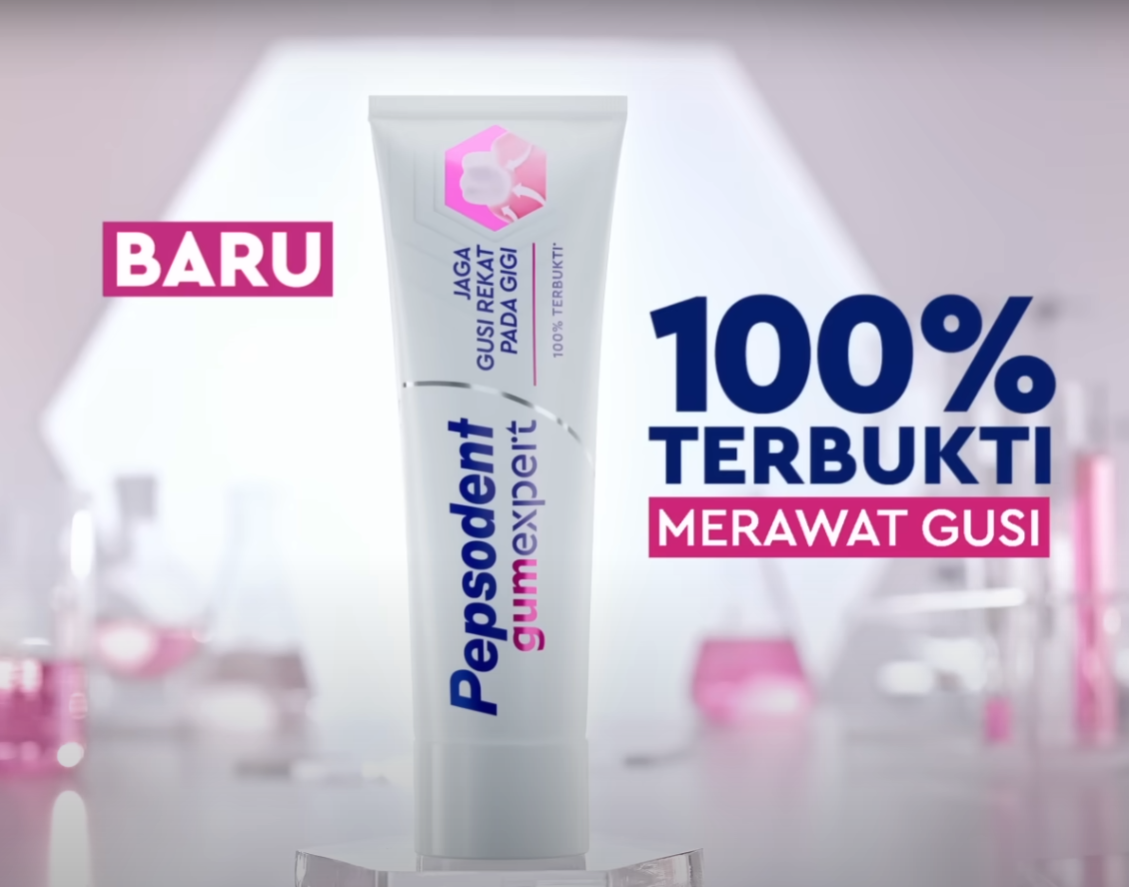 BARU
JAGA
GUSI REKAT
PADA GIGI
100% TERBUKTI*
Pepsodent
gumexpert
100%
TERBUKTI
MERAWAT GUSI